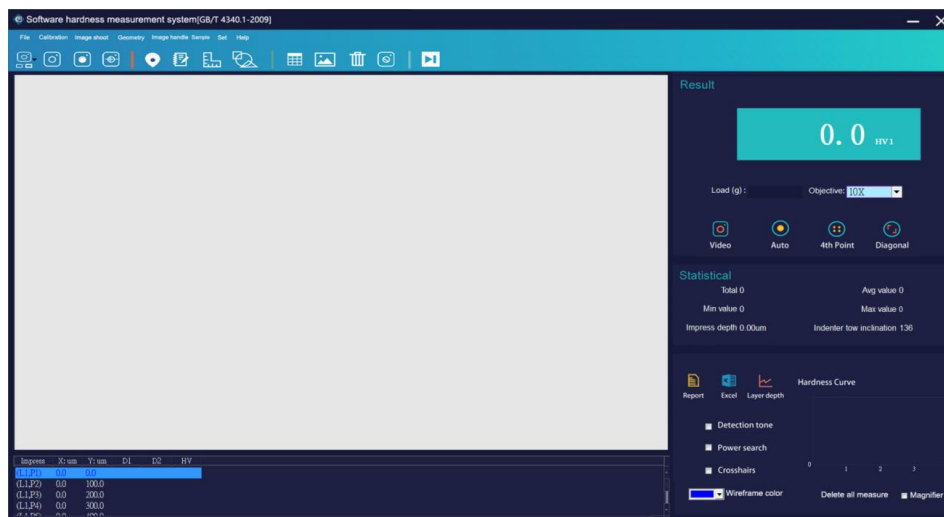 Software hardness measurement system[GB/T 4340.1-2009]
File Calibration Image shoot Geometry Image handle Sample Set Help
Result
0.0 HV1
Load (g) : Objective: 10X
Video Auto 4th Point Diagonal
Statistical
Total 0 Avg value 0
Min value 0 Max value 0
Impress depth 0.00um Indenter tow inclination 136
Report Excel Layer depth Hardness Curve
Detection tone
Power search
Crosshairs
0 1 2 3
Wireframe color Delete all measure Magnifier
Impress X: um Y: um D1 D2 HV
(L1,P1) 0.0 0.0
(L1,P2) 0.0 100.0
(L1,P3) 0.0 200.0
(L1,P4) 0.0 300.0